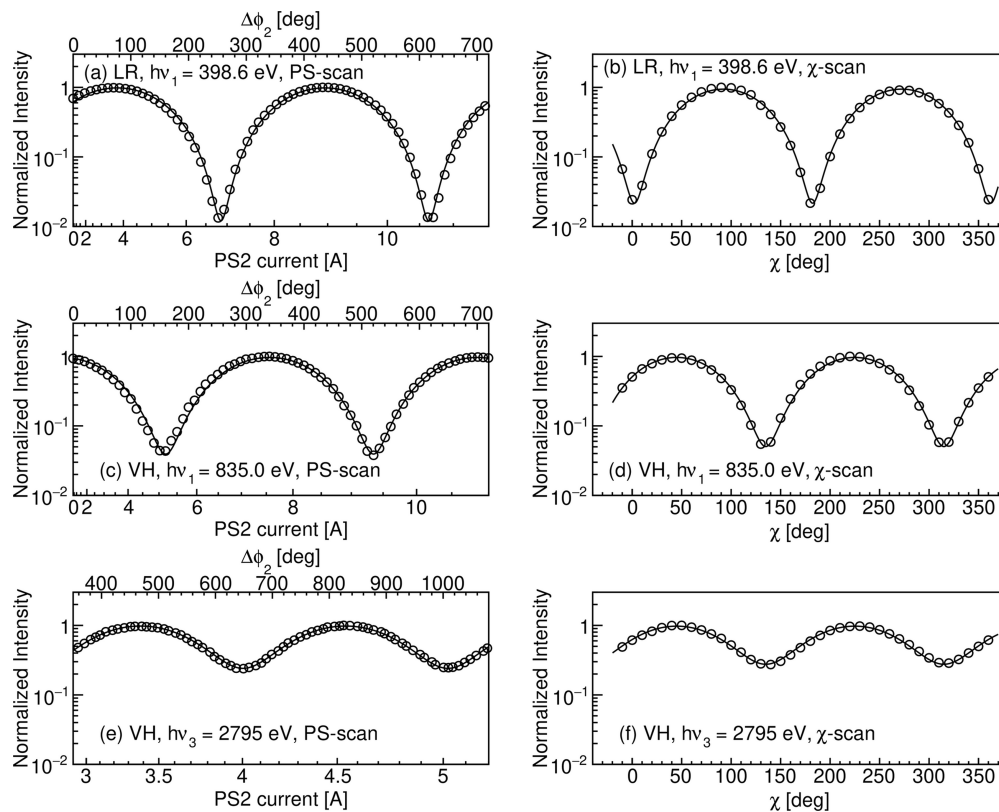 Δϕ₂ [deg]
0 100 200 300 400 500 600 700
(a) LR, hν₁ = 398.6 eV, PS-scan
Normalized Intensity
1
10⁻¹
10⁻²
0 2 4 6 8 10
PS2 current [A]
(b) LR, hν₁ = 398.6 eV, χ-scan
Normalized Intensity
1
10⁻¹
10⁻²
0 50 100 150 200 250 300 350
χ [deg]
Δϕ₂ [deg]
0 100 200 300 400 500 600 700
Normalized Intensity
1
10⁻¹
10⁻²
(c) VH, hν₁ = 835.0 eV, PS-scan
0 2 4 6 8 10
PS2 current [A]
Normalized Intensity
1
10⁻¹
10⁻²
(d) VH, hν₁ = 835.0 eV, χ-scan
0 50 100 150 200 250 300 350
χ [deg]
Δϕ₂ [deg]
400 500 600 700 800 900 1000
Normalized Intensity
1
10⁻¹
10⁻²
(e) VH, hν₃ = 2795 eV, PS-scan
3 3.5 4 4.5 5
PS2 current [A]
Normalized Intensity
1
10⁻¹
10⁻²
(f) VH, hν₃ = 2795 eV, χ-scan
0 50 100 150 200 250 300 350
χ [deg]